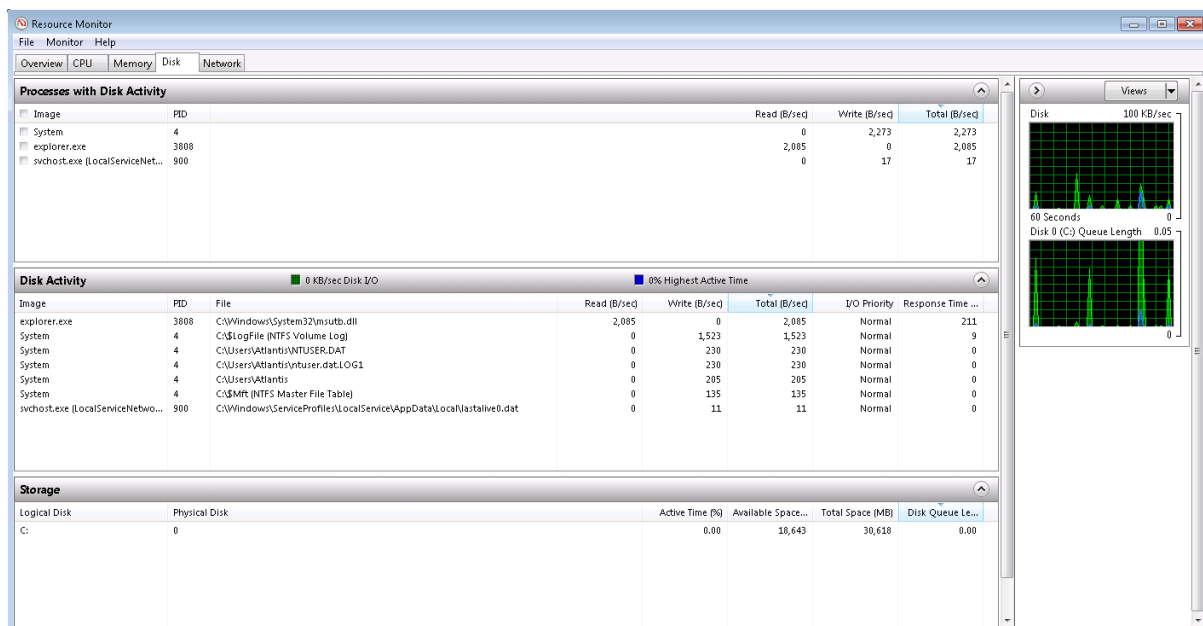 Resource Monitor
File Monitor Help
Overview CPU Memory Disk Network
Processes with Disk Activity
Image PID Read (B/sec) Write (B/sec) Total (B/sec)
System 4 0 2,273 2,273
explorer.exe 3808 2,085 0 2,085
svchost.exe (LocalServiceNet... 900 0 17 17
Disk Activity 0 KB/sec Disk I/O 0% Highest Active Time
Image PID File Read (B/sec) Write (B/sec) Total (B/sec) I/O Priority Response Time ...
explorer.exe 3808 C:\Windows\System32\msutb.dll 2,085 0 2,085 Normal 211
System 4 C:\$LogFile (NTFS Volume Log) 0 1,523 1,523 Normal 9
System 4 C:\Users\Atlantis\NTUSER.DAT 0 230 230 Normal 0
System 4 C:\Users\Atlantis\ntuser.dat.LOG1 0 230 230 Normal 0
System 4 C:\Users\Atlantis 0 205 205 Normal 0
System 4 C:\$Mft (NTFS Master File Table) 0 135 135 Normal 0
svchost.exe (LocalServiceNetwo... 900 C:\Windows\ServiceProfiles\LocalService\AppData\Local\lastalive0.dat 0 11 11 Normal 0
Storage
Logical Disk Physical Disk Active Time (%) Available Space... Total Space (MB) Disk Queue Le...
C: 0 0.00 18,643 30,618 0.00
Views
Disk 100 KB/sec
60 Seconds 0
Disk 0 (C:) Queue Length 0.05
0